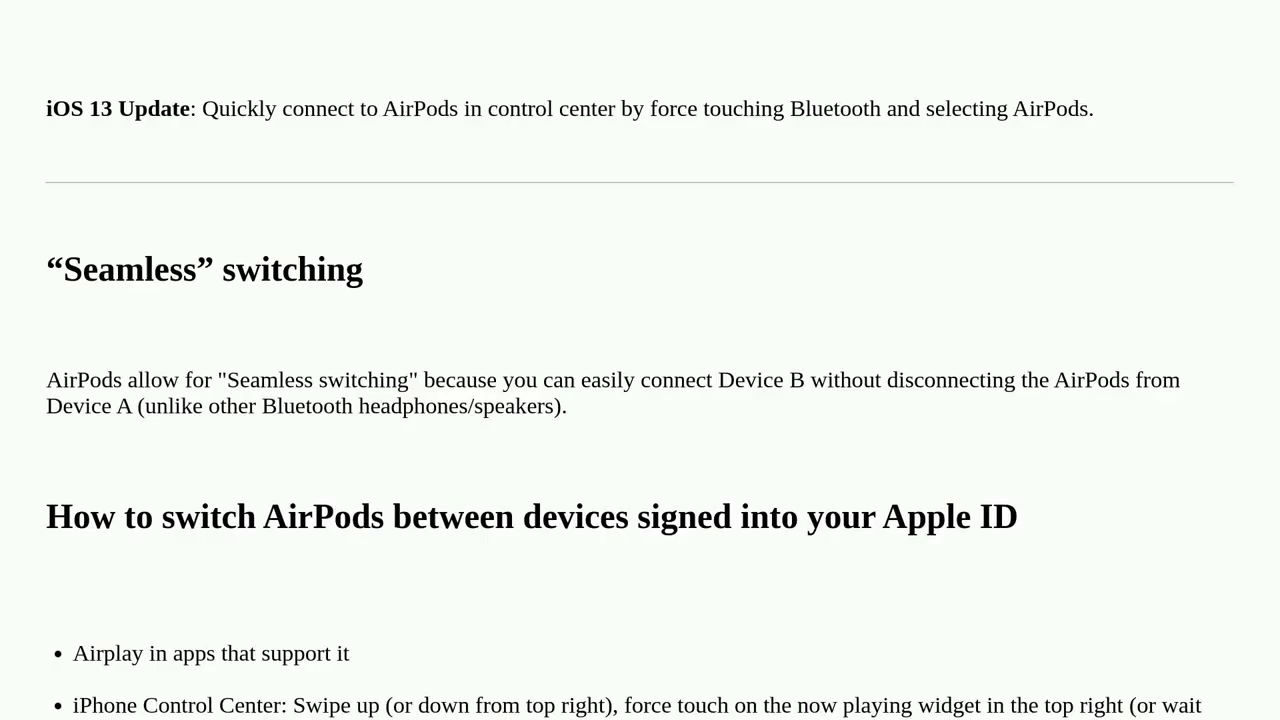 iOS 13 Update: Quickly connect to AirPods in control center by force touching Bluetooth and selecting AirPods.
“Seamless” switching
AirPods allow for "Seamless switching" because you can easily connect Device B without disconnecting the AirPods from
Device A (unlike other Bluetooth headphones/speakers).
How to switch AirPods between devices signed into your Apple ID
• Airplay in apps that support it
• iPhone Control Center: Swipe up (or down from top right), force touch on the now playing widget in the top right (or wait